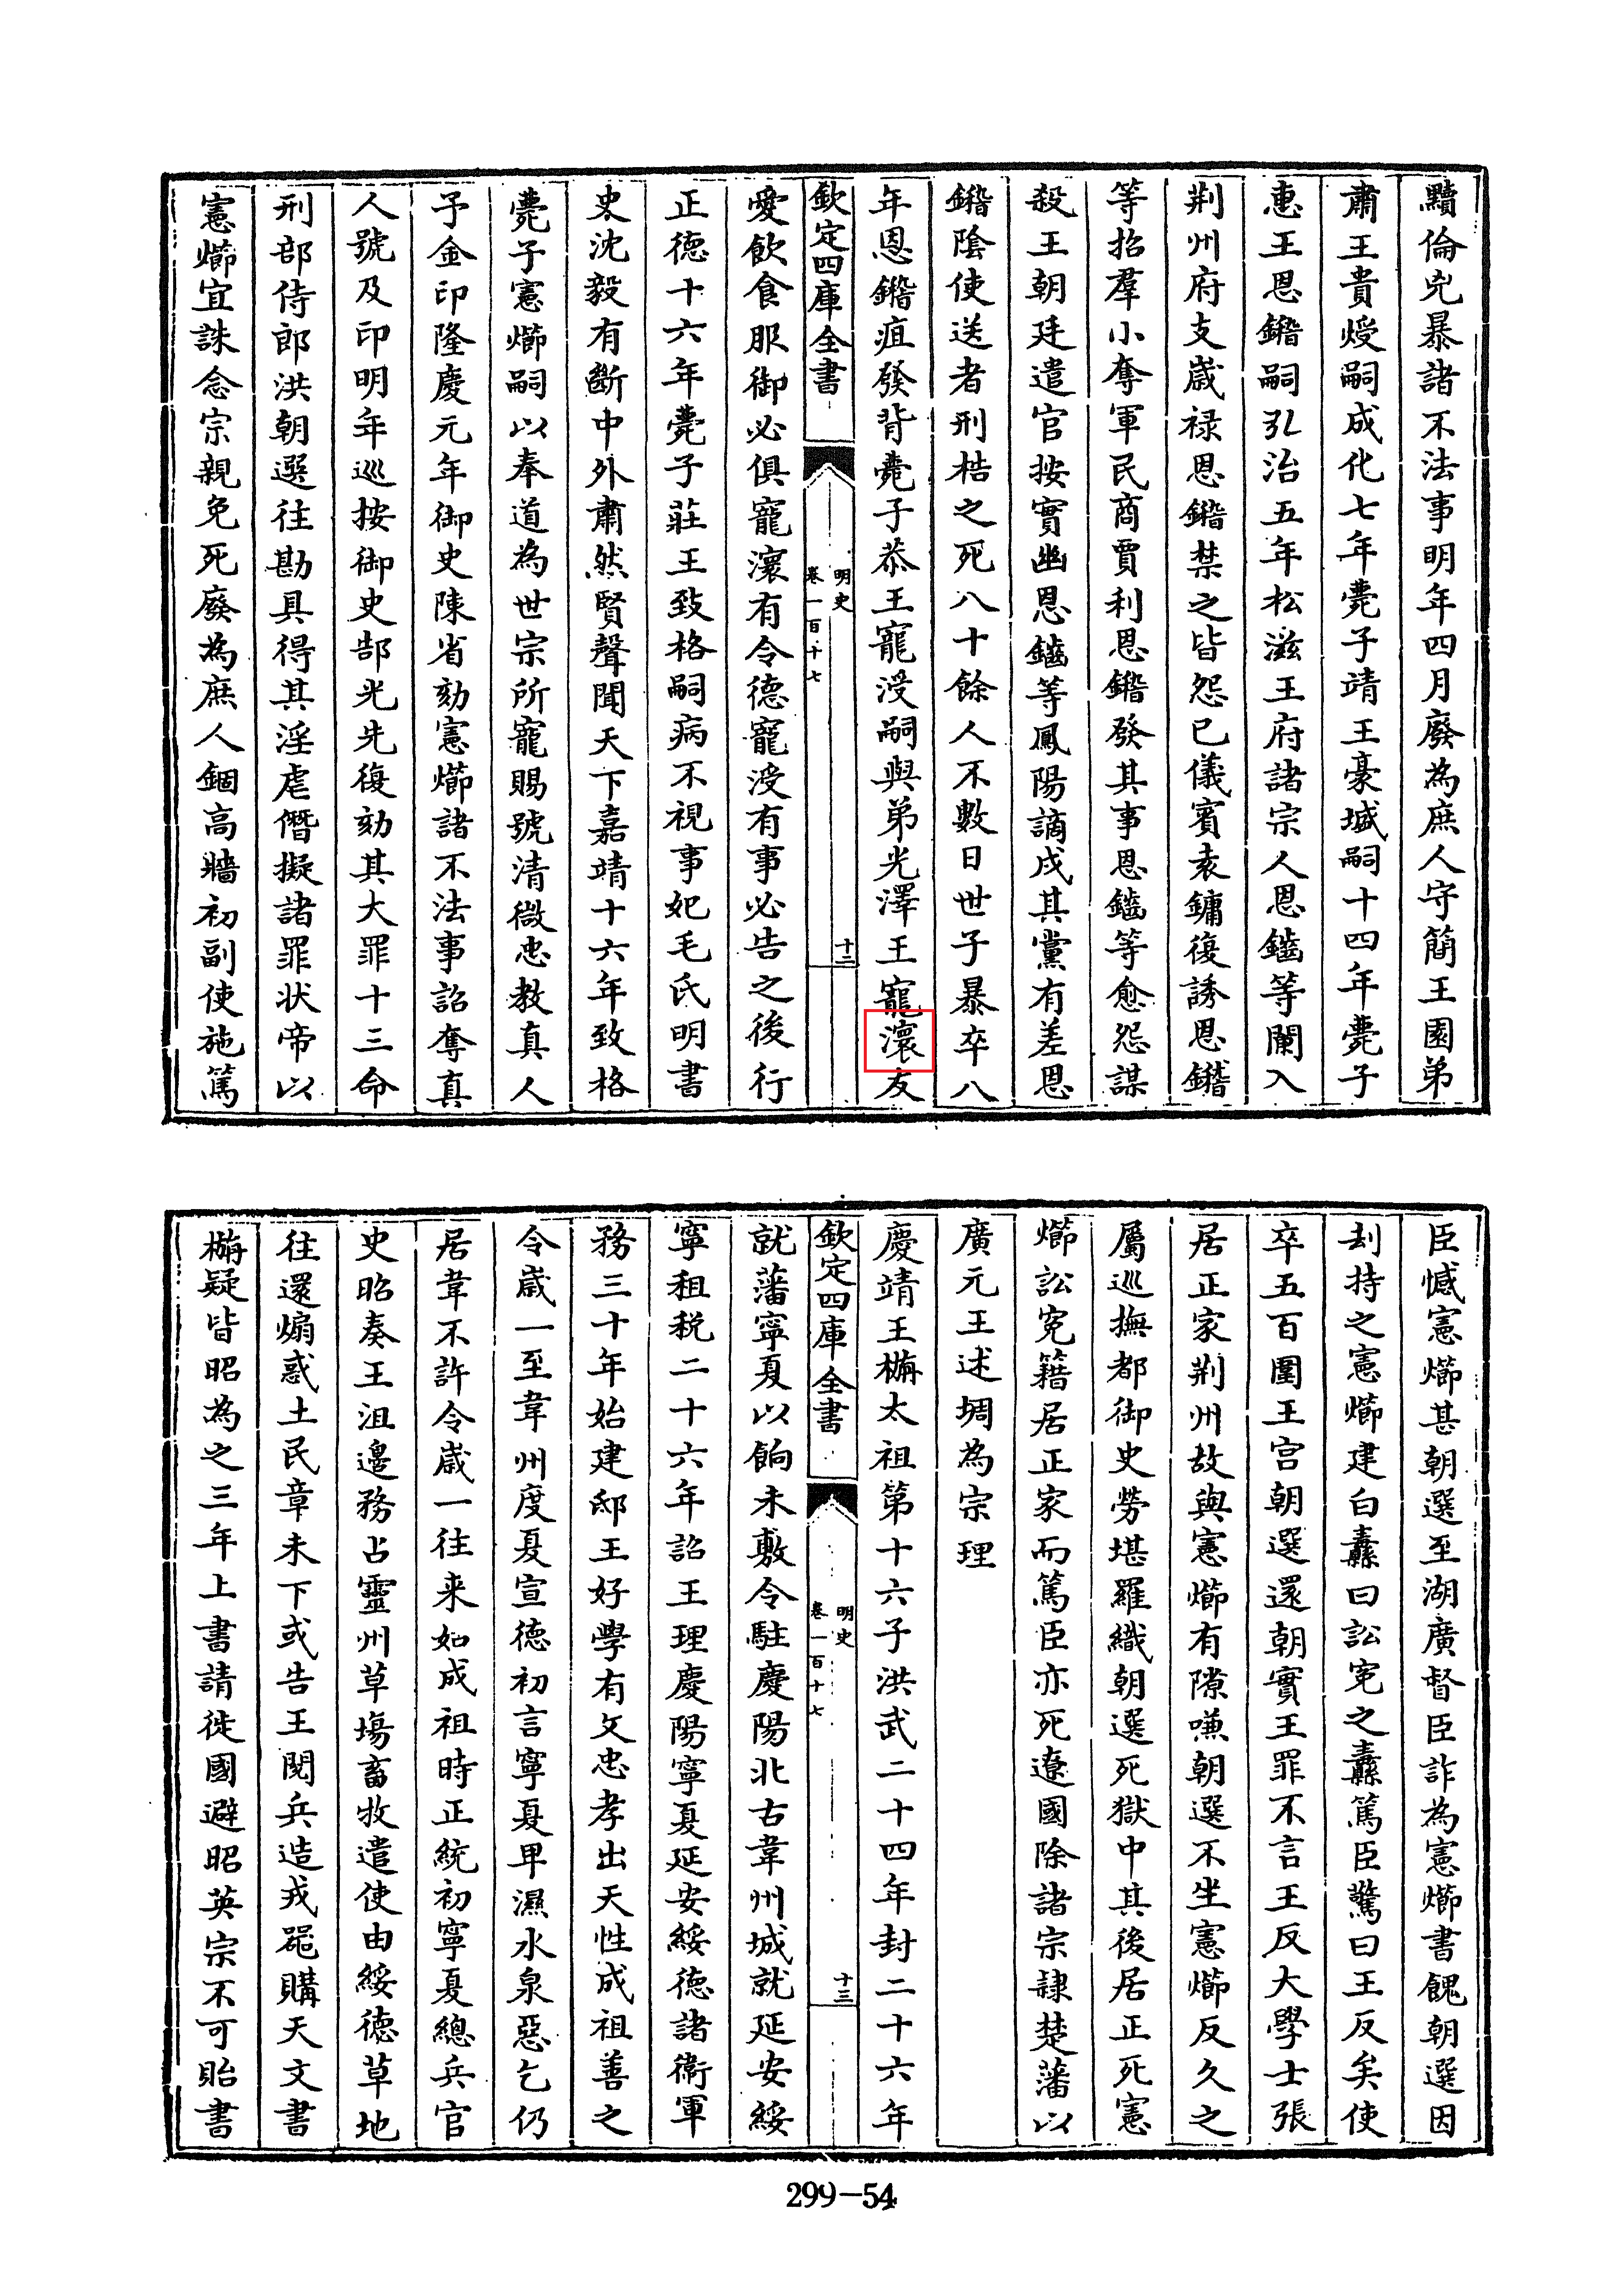 黷倫兇暴諸不法事明年四月廢為庶人守簡王園弟
肅王貴㷞嗣成化七年薨子靖王豪墭嗣十四年薨子
惠王恩鑙嗣弘治五年松滋王府諸宗人恩鑡等闌入
荆州府支歲禄恩鑙禁之皆怨已儀賓袁鏞復誘恩鑙
等招羣小奪軍民商賈利恩鑙發其事恩鑡等愈怨謀
殺王朝廷遣官按實幽恩鑡等鳳陽謫戍其黨有差恩
鑙陰使送者刑梏之死八十餘人不數日世子暴卒八
年恩鑙疽發背薨子恭王寵涭嗣與弟光澤王寵瀤友
欽定四庫全書
明史
卷一百十七
十二
愛飲食服御必俱寵瀤有令德寵涭有事必告之後行
正德十六年薨子莊王致格嗣病不視事妃毛氏明書
史沈毅有斷中外肅然賢聲聞天下嘉靖十六年致格
薨子憲㸅嗣以奉道為世宗所寵賜號清微忠教真人
予金印隆慶元年御史陳省劾憲㸅諸不法事詔奪真
人號及印明年巡按御史郜光先復劾其大罪十三命
刑部侍郎洪朝選往勘具得其淫虐僭擬諸罪狀帝以
憲㸅宜誅念宗親免死廢為庶人錮高牆初副使施篤
臣憾憲㸅甚朝選至湖廣督臣詐為憲㸅書餽朝選因
刦持之憲㸅建白纛曰訟寃之纛篤臣驚曰王反矣使
卒五百圍王宫朝選還朝實王罪不言王反大學士張
居正家荆州故與憲㸅有隙嗛朝選不坐憲㸅反久之
屬巡撫都御史勞堪羅織朝選死獄中其後居正死憲
㸅訟寃籍居正家而篤臣亦死遼國除諸宗隷楚藩以
廣元王述㘰為宗理
慶靖王㮵太祖第十六子洪武二十四年封二十六年
欽定四庫全書
明史
卷一百十七
十三
就藩寧夏以餉未敷令駐慶陽北古韋州城就延安綏
寧租税二十六年詔王理慶陽寧夏延安綏德諸衛軍
務三十年始建邸王好學有文忠孝出天性成祖善之
令歲一至韋州度夏宣德初言寧夏卑濕水泉惡乞仍
居韋不許令歲一往来如成祖時正統初寧夏總兵官
史昭奏王沮邊務占靈州草塲畜牧遣使由綏德草地
往還煽惑土民章未下或告王閱兵造戎噐購天文書
㮵疑皆昭為之三年上書請徙國避昭英宗不可貽書
299—54